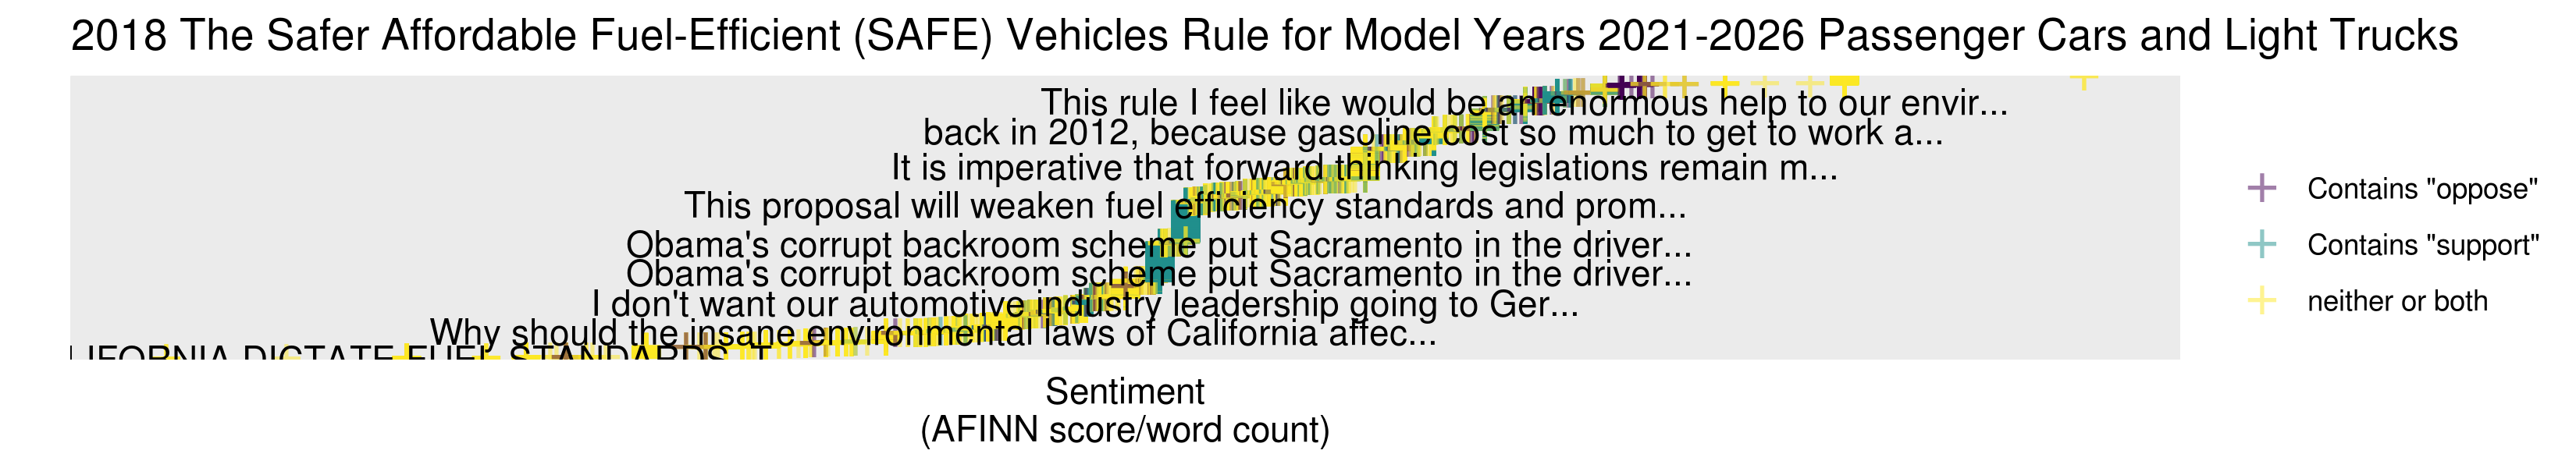 2018 The Safer Affordable Fuel-Efficient (SAFE) Vehicles Rule for Model Years 2021-2026 Passenger Cars and Light Trucks
This rule I feel like would be an enormous help to our envir...
back in 2012, because gasoline cost so much to get to work a...
It is imperative that forward thinking legislations remain m...
This proposal will weaken fuel efficiency standards and prom...
Obama's corrupt backroom scheme put Sacramento in the driver...
Obama's corrupt backroom scheme put Sacramento in the driver...
I don't want our automotive industry leadership going to Ger...
Why should the insane environmental laws of California affec...
LIFORNIA DICTATE FUEL STANDARDS. T
Contains "oppose"
Contains "support"
neither or both
Sentiment
(AFINN score/word count)